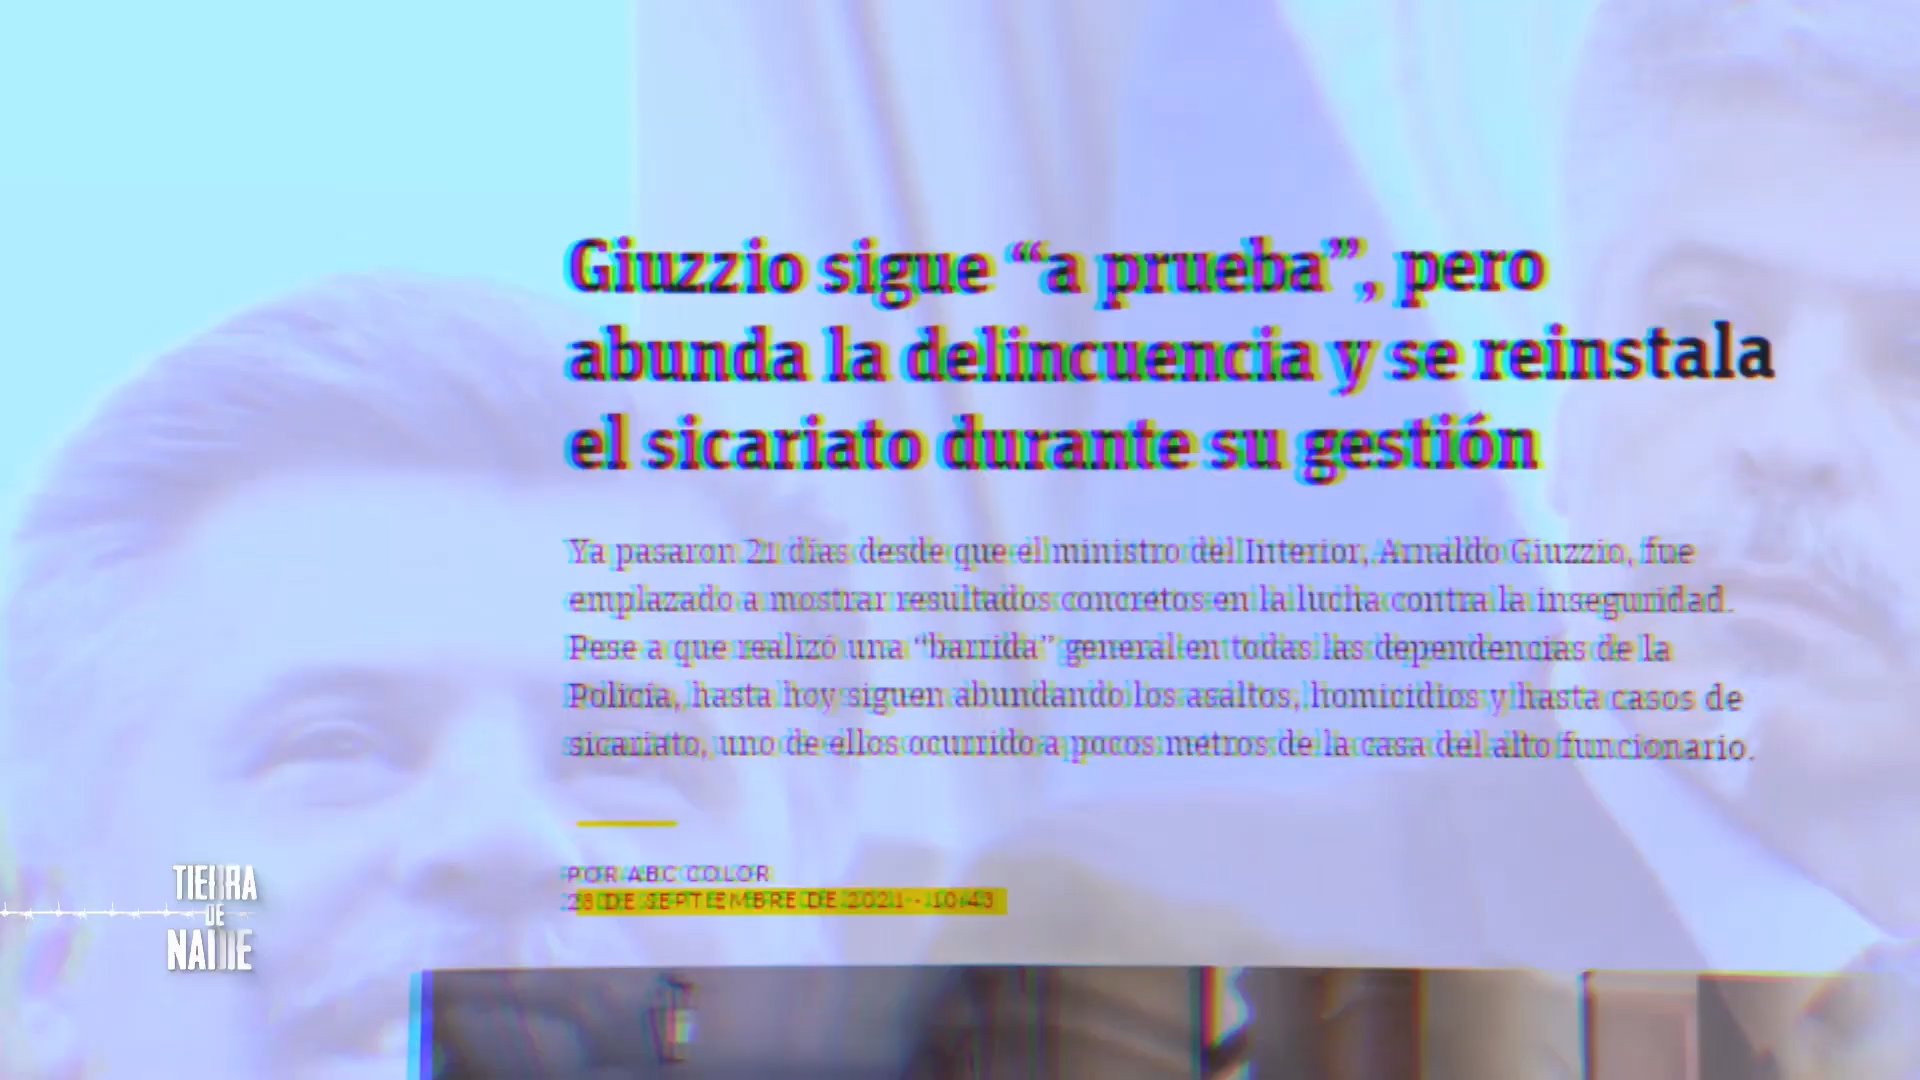 Giuzzio sigue “a prueba”, pero
abunda la delincuencia y se reinstala
el sicariato durante su gestión
Ya pasaron 21 días desde que el ministro del Interior, Arnaldo Giuzzio, fue
emplazado a mostrar resultados concretos en la lucha contra la inseguridad.
Pese a que realizó una “barrida” general en todas las dependencias de la
Policía, hasta hoy siguen abundando los asaltos, homicidios y hasta casos de
sicariato, uno de ellos ocurrido a pocos metros de la casa del alto funcionario.
POR ABC COLOR
28 DE SEPTIEMBRE DE 2021 - 10:43
TIERRA
DE
NADIE